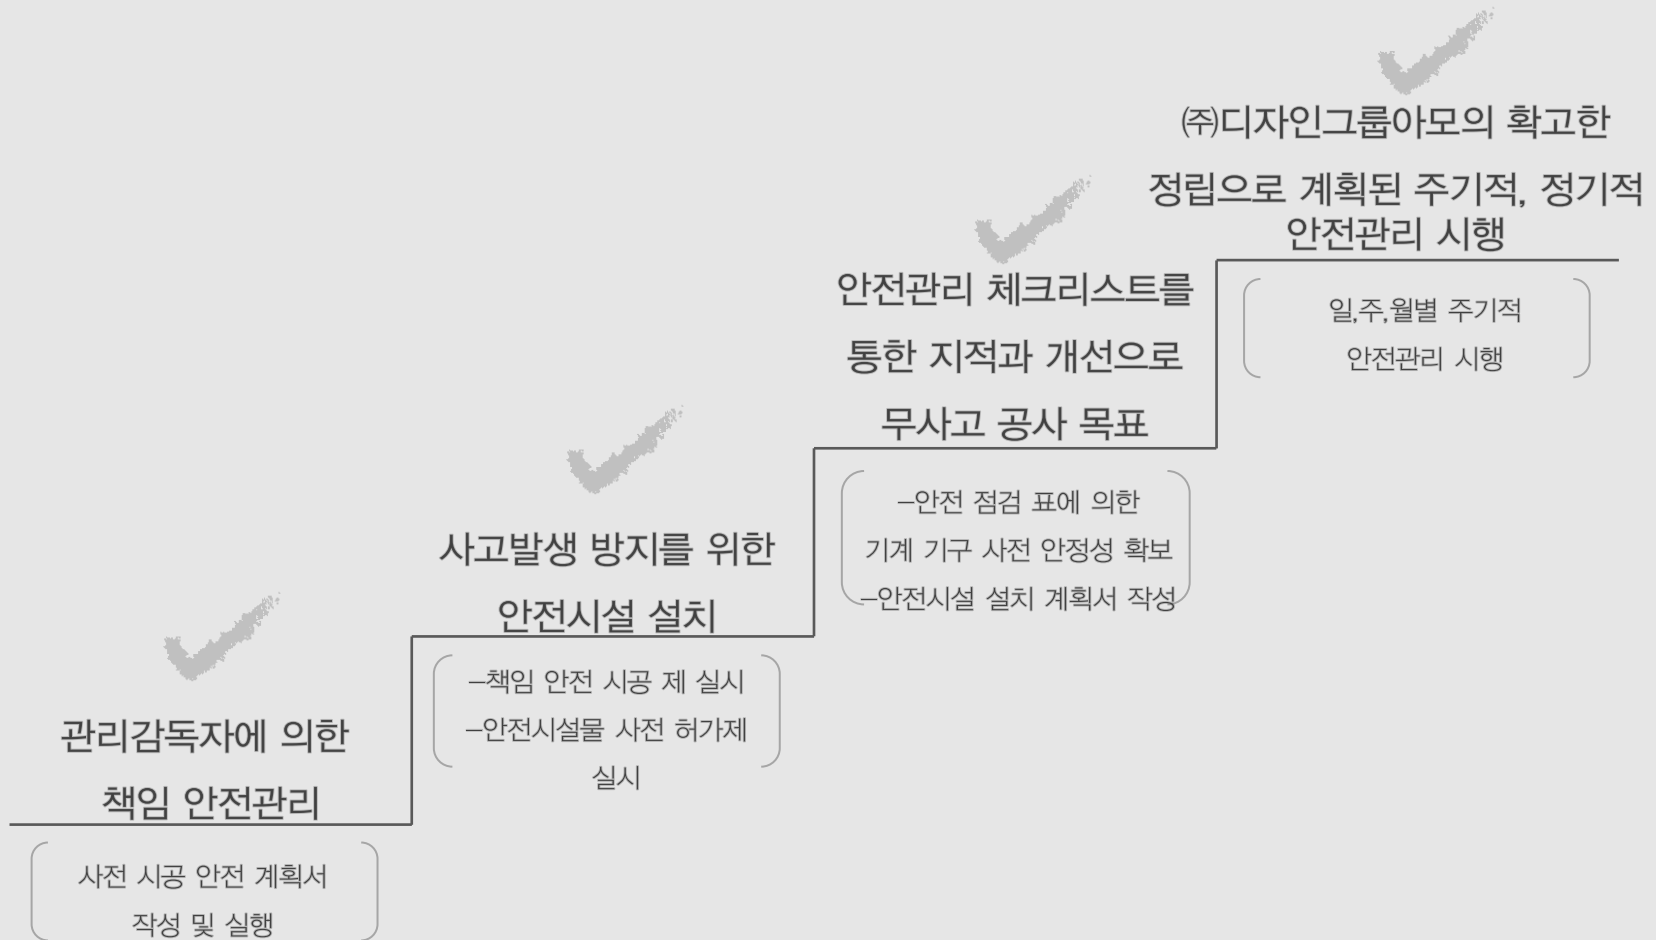 ㈜디자인그룹아모의 확고한
정립으로 계획된 주기적, 정기적
안전관리 시행
일,주,월별 주기적
안전관리 시행
안전관리 체크리스트를
통한 지적과 개선으로
무사고 공사 목표
–안전 점검 표에 의한
기계 기구 사전 안정성 확보
–안전시설 설치 계획서 작성
사고발생 방지를 위한
안전시설 설치
–책임 안전 시공 제 실시
–안전시설물 사전 허가제
실시
관리감독자에 의한
책임 안전관리
사전 시공 안전 계획서
작성 및 실행